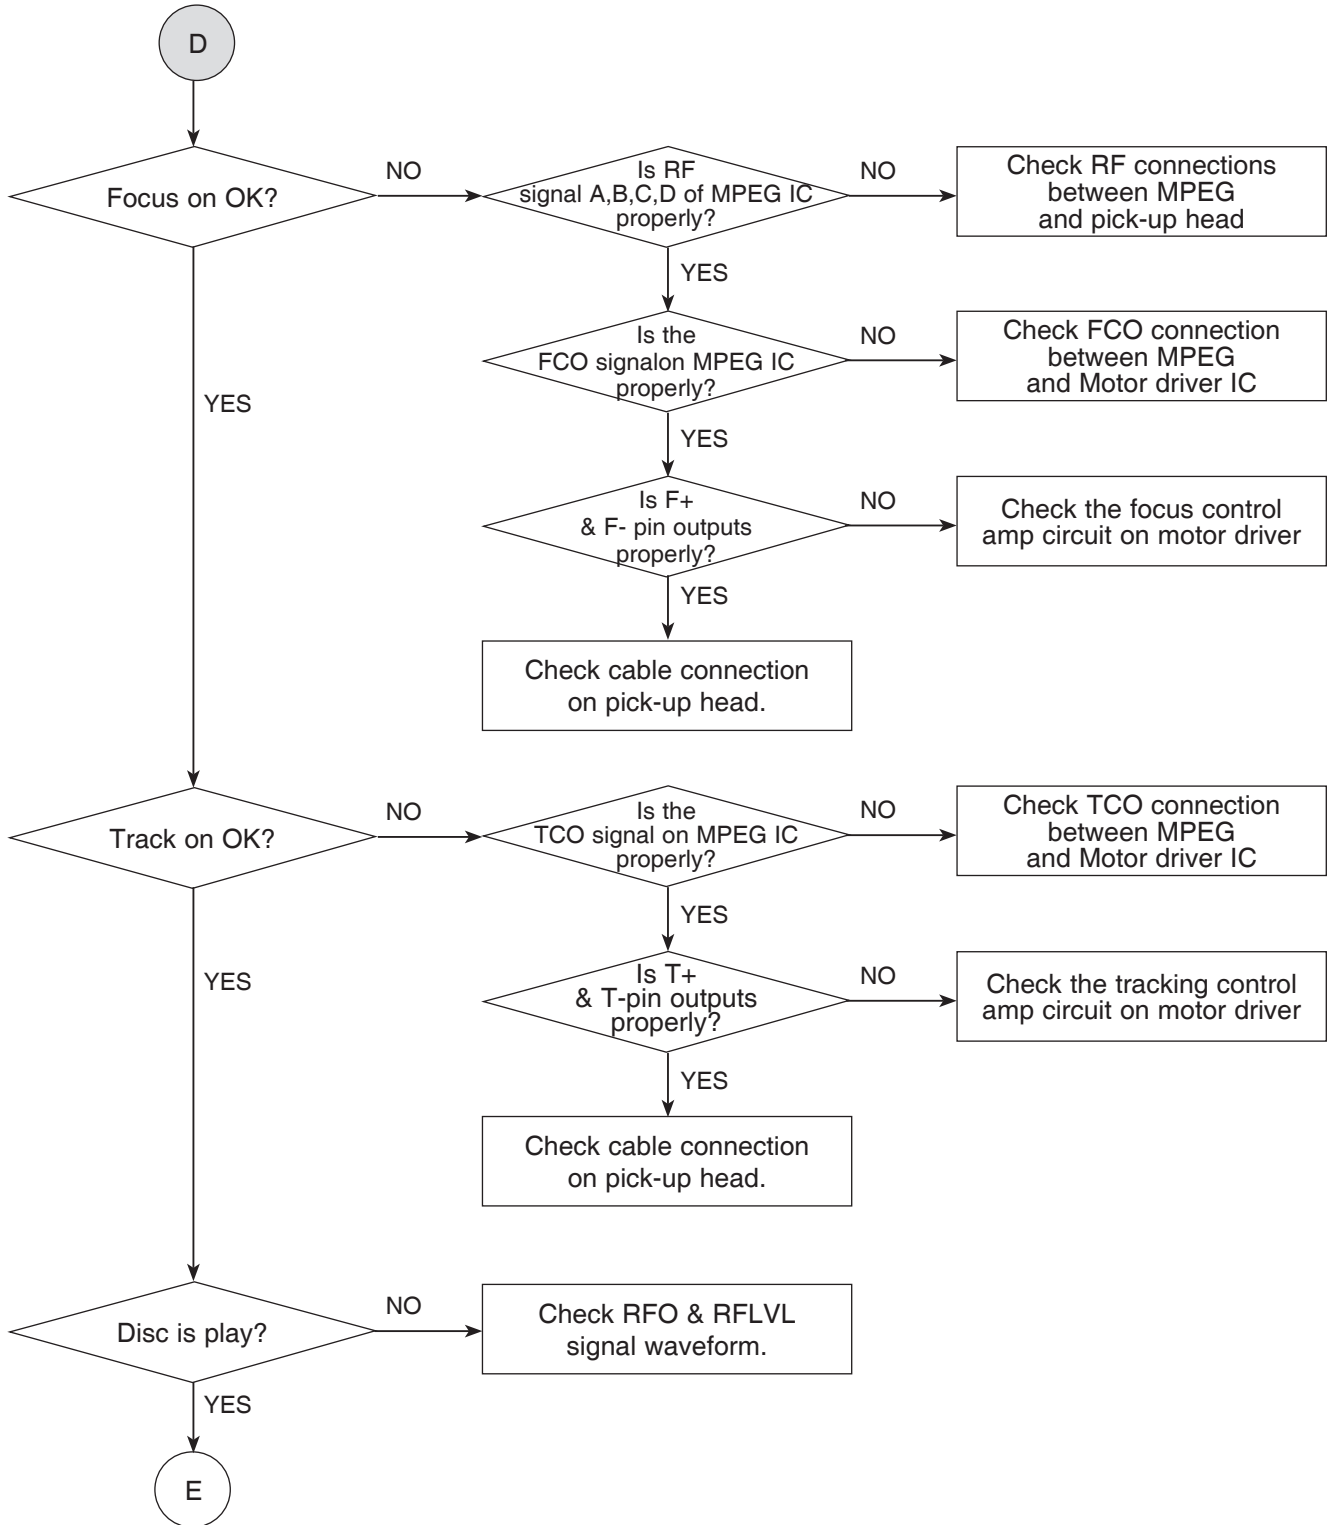 D
Focus on OK?
NO
Is RF
signal A,B,C,D of MPEG IC
properly?
NO
Check RF connections
between MPEG
and pick-up head
YES
Is the
FCO signalon MPEG IC
properly?
NO
Check FCO connection
between MPEG
and Motor driver IC
YES
YES
Is F+
& F- pin outputs
properly?
NO
Check the focus control
amp circuit on motor driver
YES
Check cable connection
on pick-up head.
Track on OK?
NO
Is the
TCO signal on MPEG IC
properly?
NO
Check TCO connection
between MPEG
and Motor driver IC
YES
YES
Is T+
& T-pin outputs
properly?
NO
Check the tracking control
amp circuit on motor driver
YES
Check cable connection
on pick-up head.
Disc is play?
NO
Check RFO & RFLVL
signal waveform.
YES
E